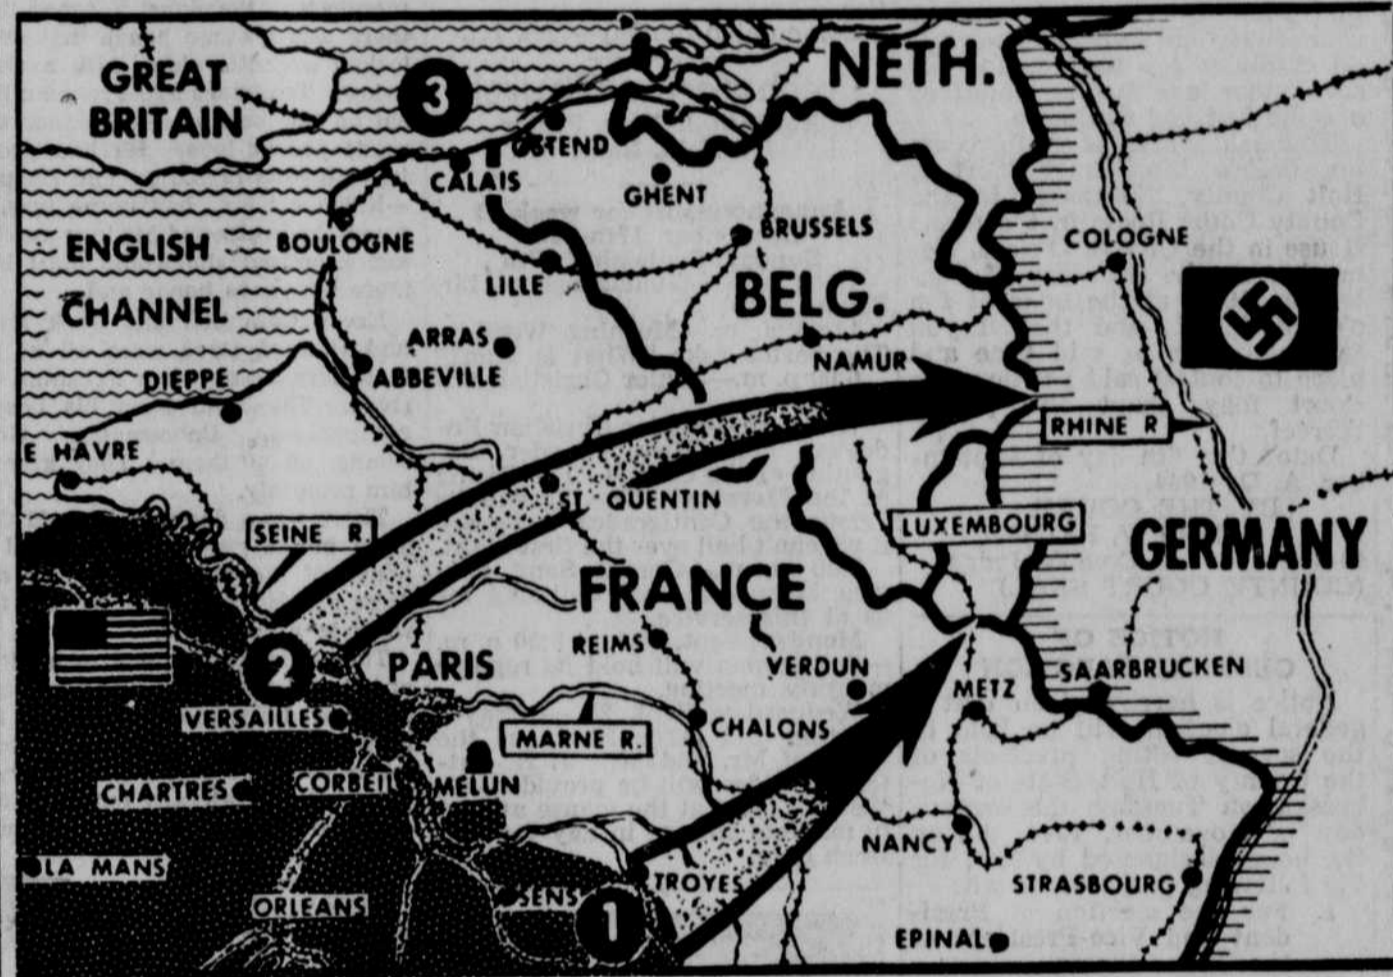 GREAT
BRITAIN
3
NETH.
OSTEND
CALAIS
GHENT
BOULOGNE
BRUSSELS
COLOGNE
ENGLISH
CHANNEL
LILLE
BELG.
ARRAS
NAMUR
DIEPPE
ABBEVILLE
E HAVRE
RHINE R
ST. QUENTIN
SEINE R.
LUXEMBOURG
GERMANY
FRANCE
REIMS
2
PARIS
VERDUN
SAARBRUCKEN
METZ
VERSAILLES
CHALONS
MARNE R.
CHARTRES
CORBEIL
MELUN
NANCY
LA MANS
TROYES
STRASBOURG
ORLEANS
SENS
1
EPINAL